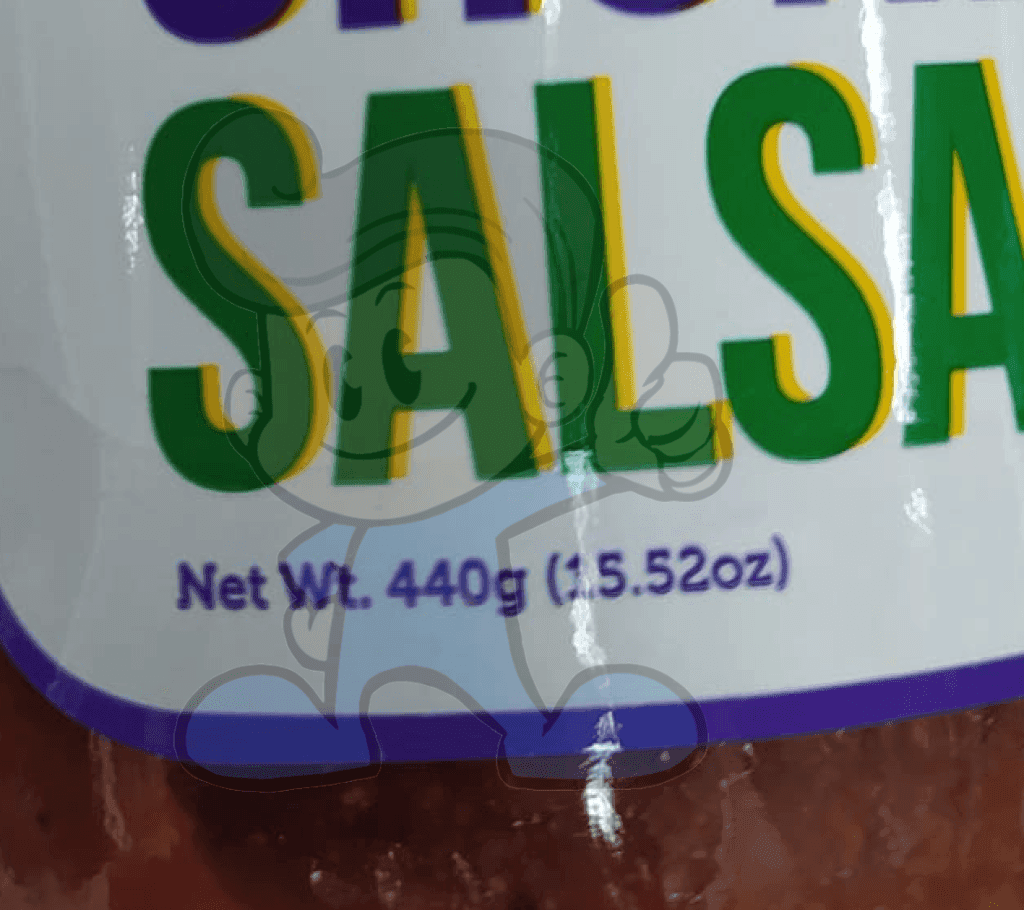 SALSA
Net Wt. 440g (15.52oz)